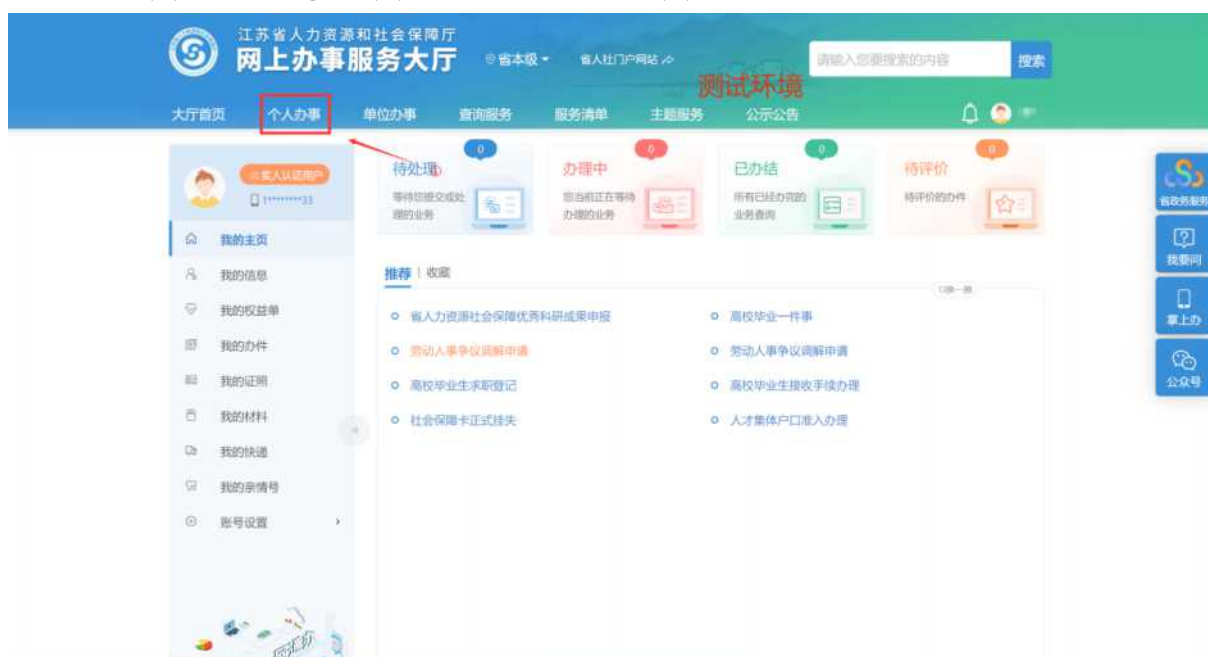 江苏省人力资源和社会保障厅
网上办事服务大厅
省本级
省人社门户网站
请输入您要搜索的内容
搜索
测试环境
大厅首页
个人办事
单位办事
查询服务
服务清单
主题服务
公示公告
实人认证用户
1********33
我的主页
我的信息
我的权益单
我的办件
我的证照
我的材料
我的快递
我的亲情号
账号设置
待处理
0
等待您提交或处
理的业务
办理中
0
您当前正在等待
办理的业务
已办结
0
所有已经办完的
业务查询
待评价
0
待评价的办件
推荐 | 收藏
换一换
省人力资源社会保障优秀科研成果申报
高校毕业一件事
劳动人事争议调解申请
劳动人事争议调解申请
高校毕业生求职登记
高校毕业生接收手续办理
社会保障卡正式挂失
人才集体户口准入办理
省政务服务
我要问
掌上办
公众号